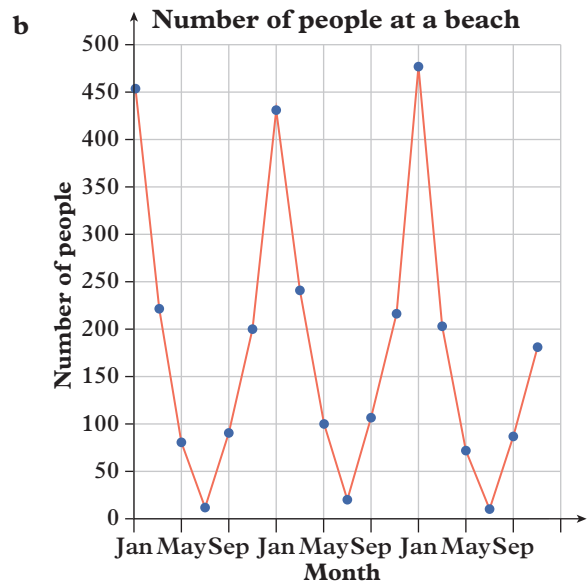 b
Number of people at a beach
500
450
400
350
300
250
200
150
100
50
0
Number of people
Jan May Sep Jan May Sep Jan May Sep
Month